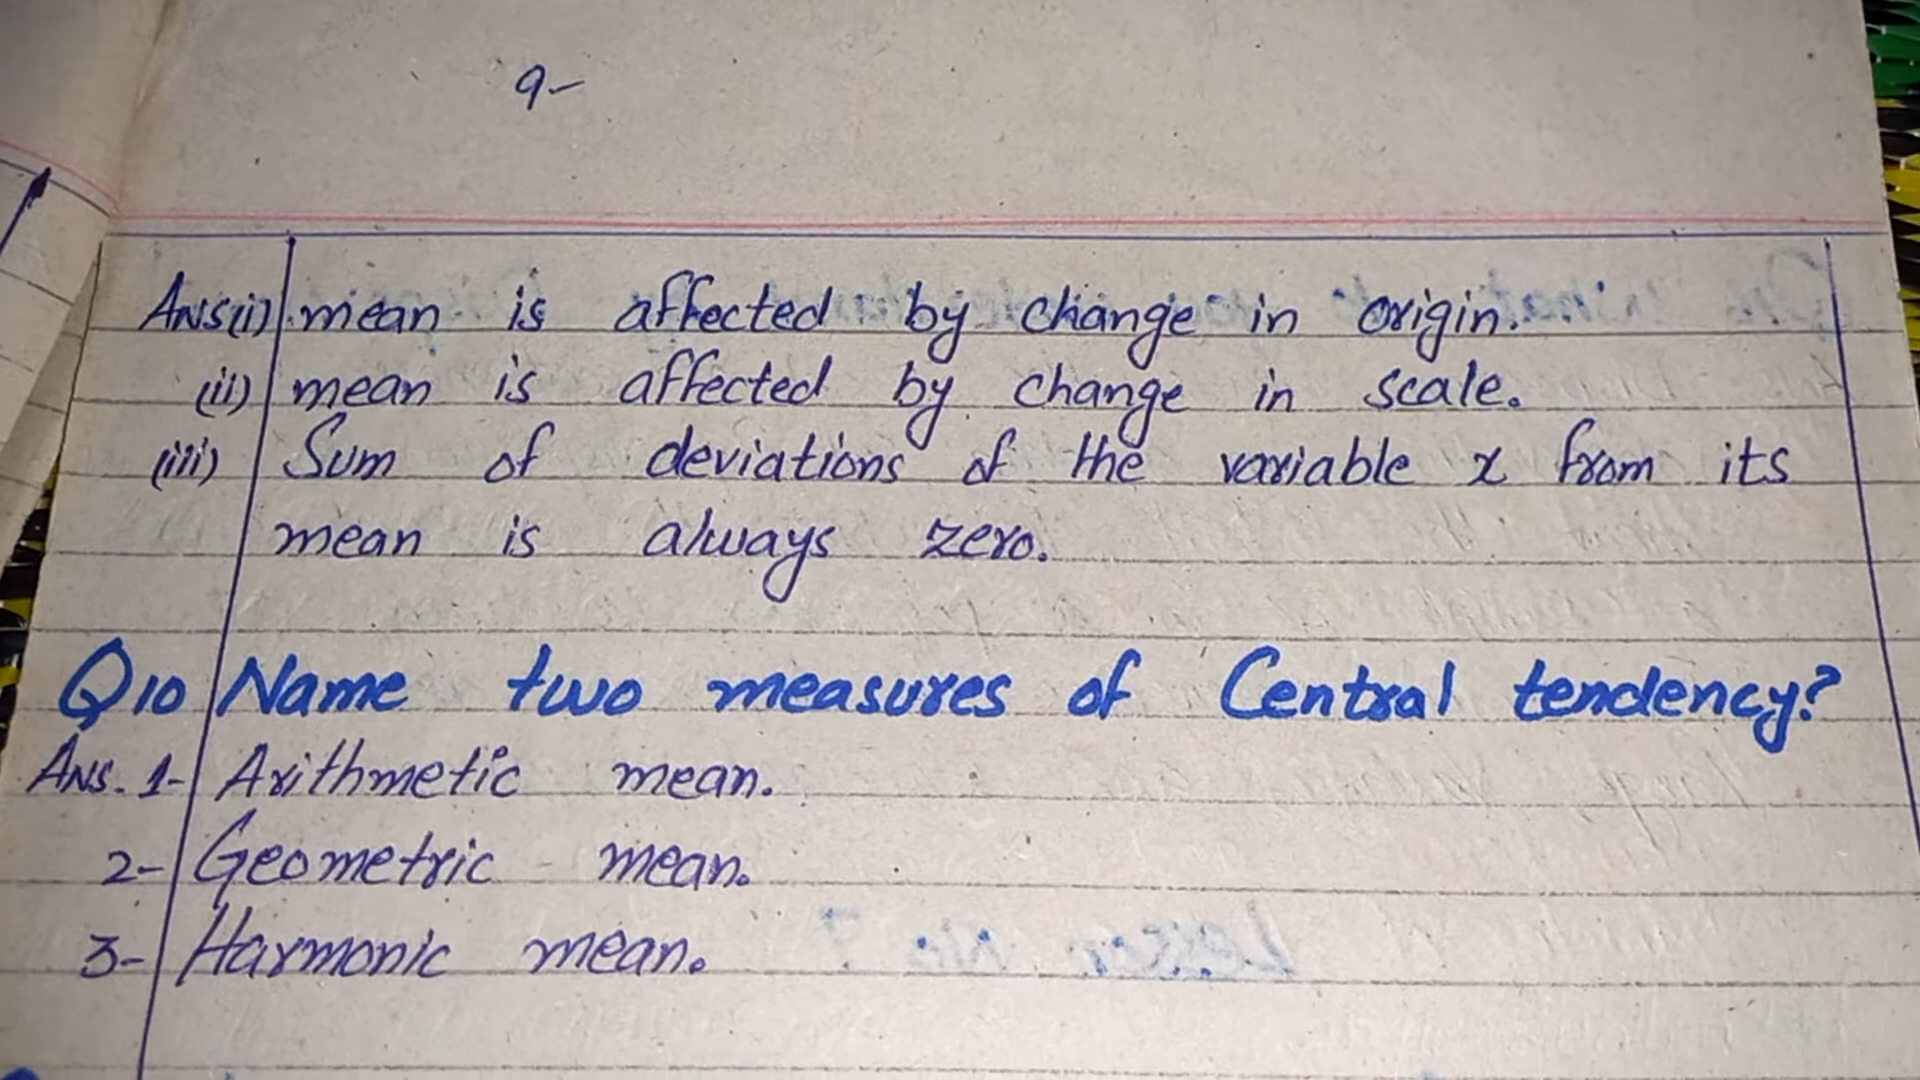 9-
Ans(i) mean is affected by change in origin.
(ii) mean is affected by change in scale.
(iii) Sum of deviations of the variable x from its
mean is always zero.
Q10 Name two measures of Central tendency?
Ans. 1- Arithmetic mean.
2- Geometric mean.
3- Harmonic mean.